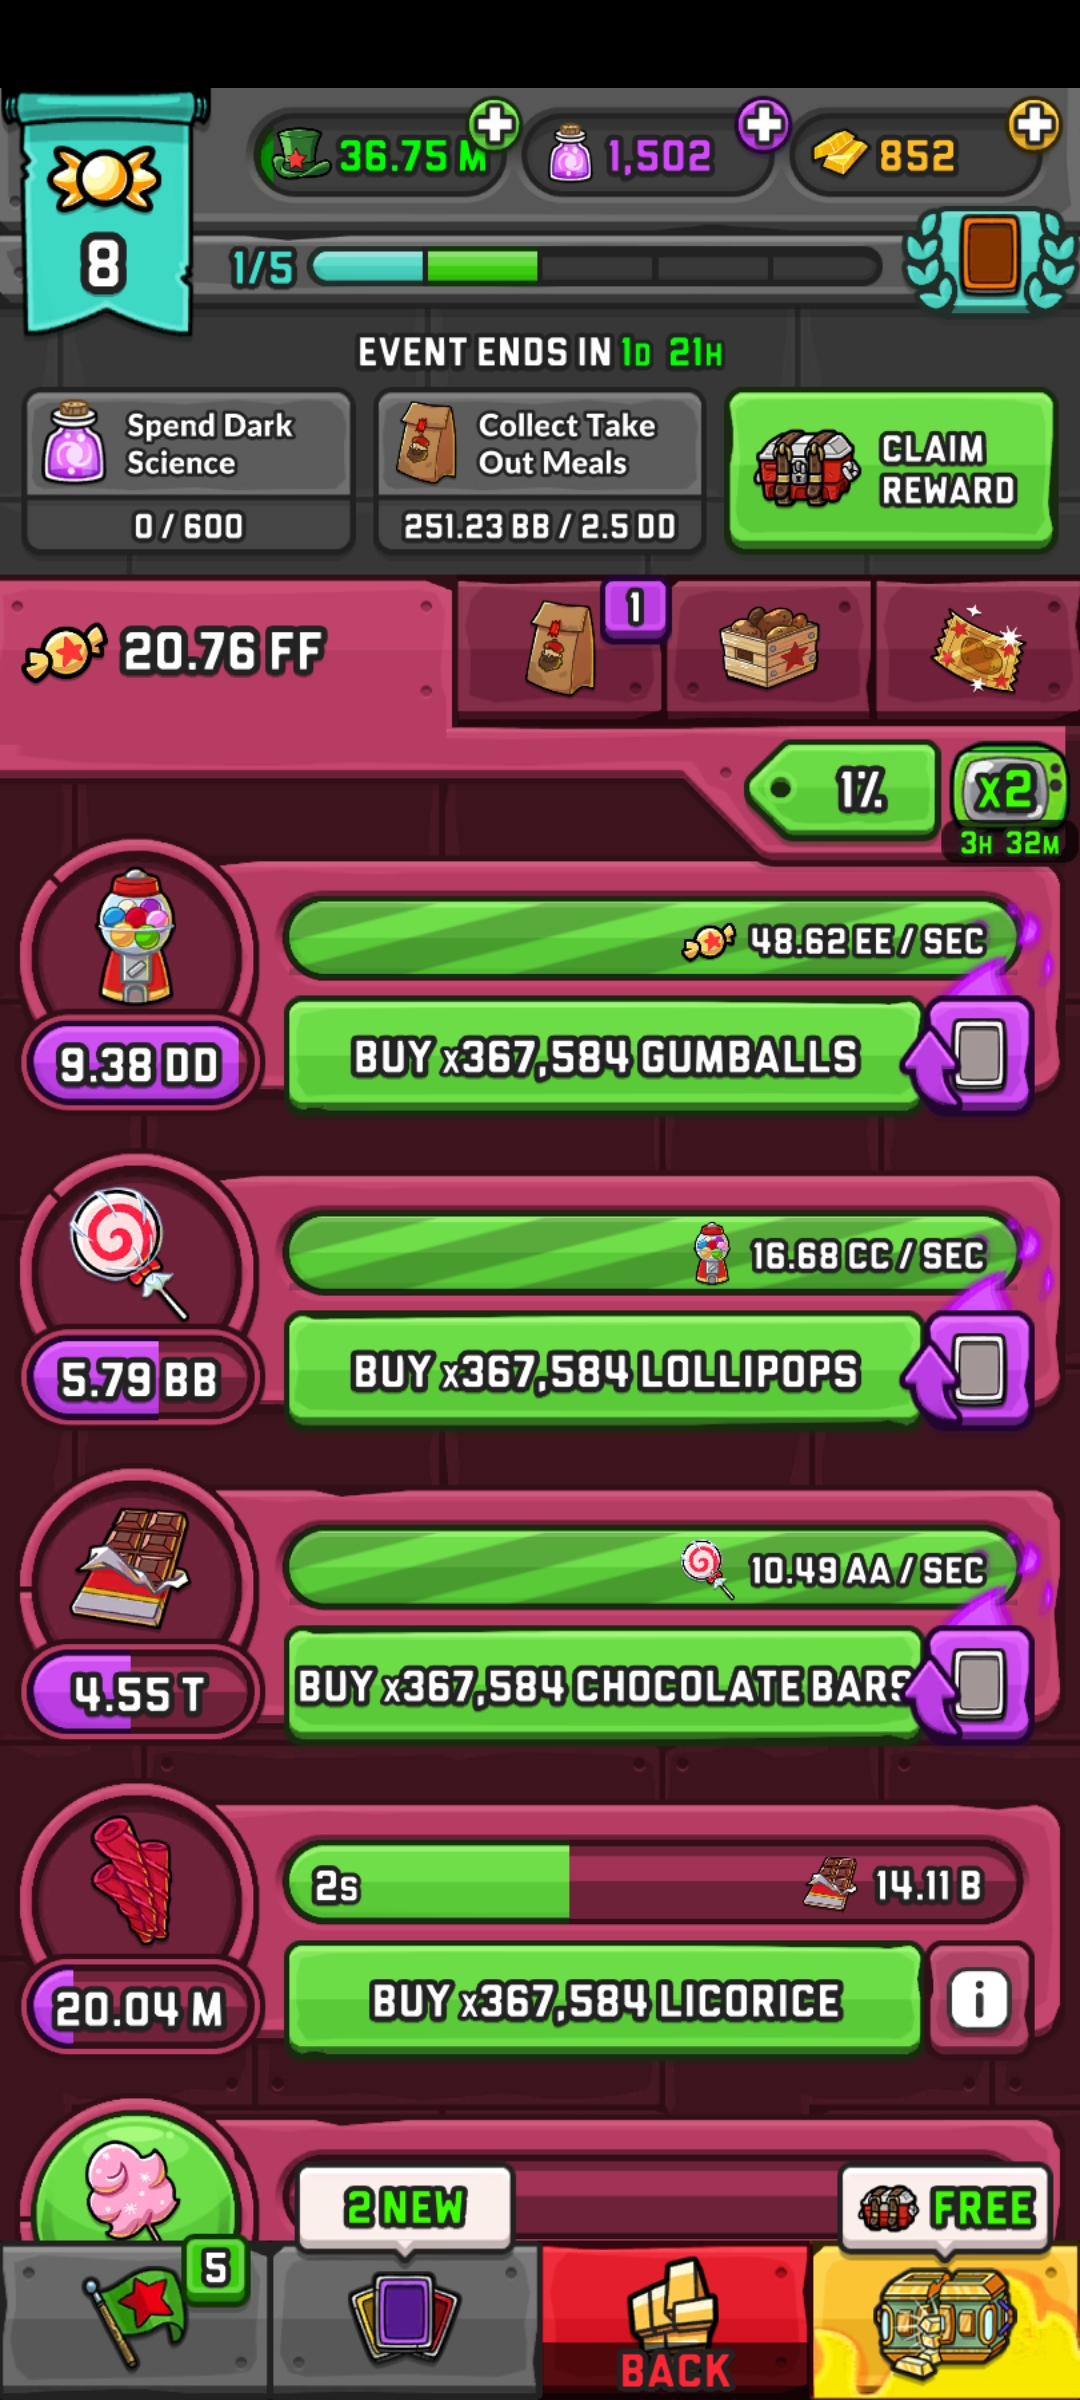 36.75 M
1,502
852
8
1/5
EVENT ENDS IN 1D 21H
Spend Dark
Science
0 / 600
Collect Take
Out Meals
251.23 BB / 2.5 DD
CLAIM
REWARD
20.76 FF
1
1%
x2
3H 32M
48.62 EE / SEC
9.38 DD
BUY x367,584 GUMBALLS
16.68 CC / SEC
5.79 BB
BUY x367,584 LOLLIPOPS
10.49 AA / SEC
4.55 T
BUY x367,584 CHOCOLATE BARS
2s
14.11 B
20.04 M
BUY x367,584 LICORICE
i
2 NEW
FREE
5
BACK